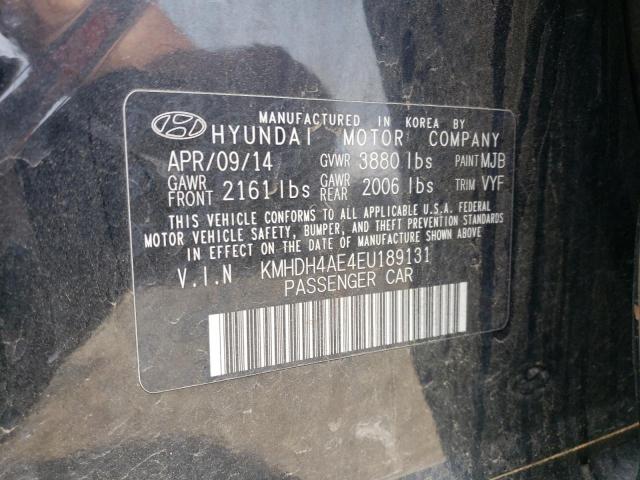 MANUFACTURED IN KOREA BY
HYUNDAI MOTOR COMPANY
APR/09/14 GVWR 3880 lbs PAINT MJB
GAWR FRONT 2161 lbs GAWR REAR 2006 lbs TRIM VYF
THIS VEHICLE CONFORMS TO ALL APPLICABLE U.S.A. FEDERAL
MOTOR VEHICLE SAFETY, BUMPER, AND THEFT PREVENTION STANDARDS
IN EFFECT ON THE DATE OF MANUFACTURE SHOWN ABOVE.
V.I.N KMHDH4AE4EU189131
PASSENGER CAR